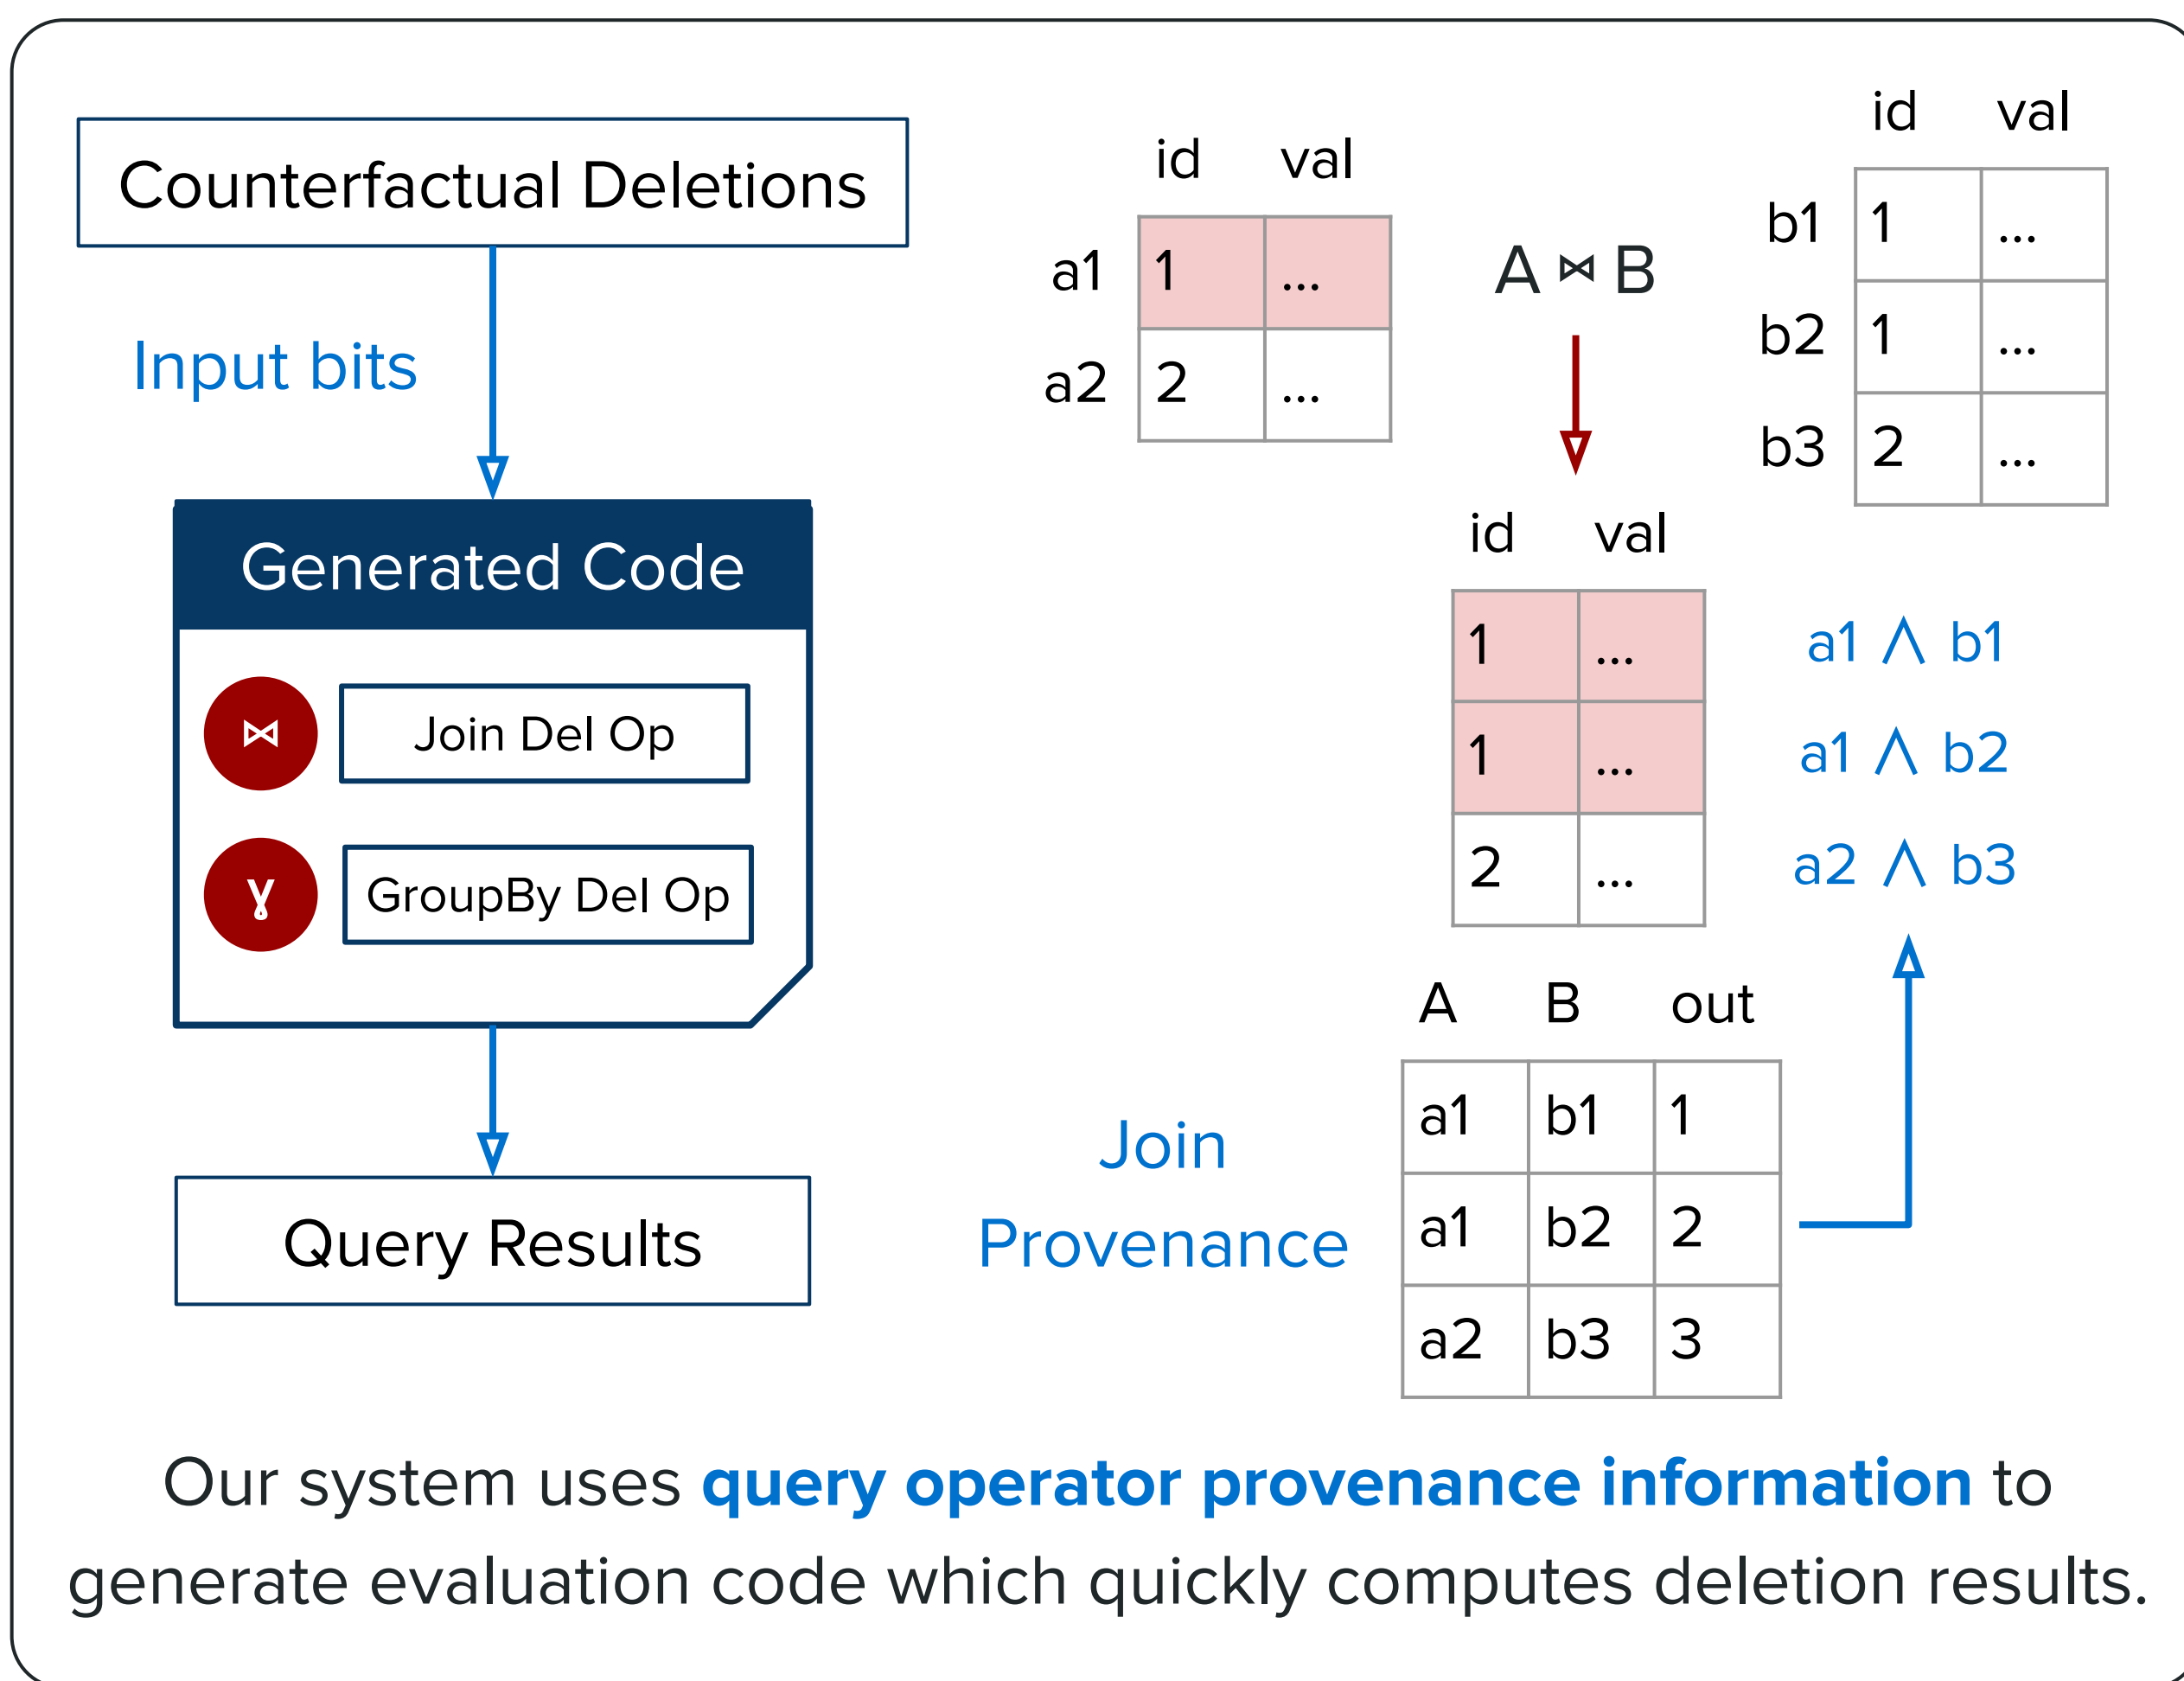 Counterfactual Deletions
Input bits
Generated Code
⋈ Join Del Op
γ GroupBy Del Op
Query Results
id val
a1 1 ...
a2 2 ...
A ⋈ B
id val
b1 1 ...
b2 1 ...
b3 2 ...
id val
1 ... a1 ∧ b1
1 ... a1 ∧ b2
2 ... a2 ∧ b3
Join
Provenance
A B out
a1 b1 1
a1 b2 2
a2 b3 3
Our system uses query operator provenance information to
generate evaluation code which quickly computes deletion results.